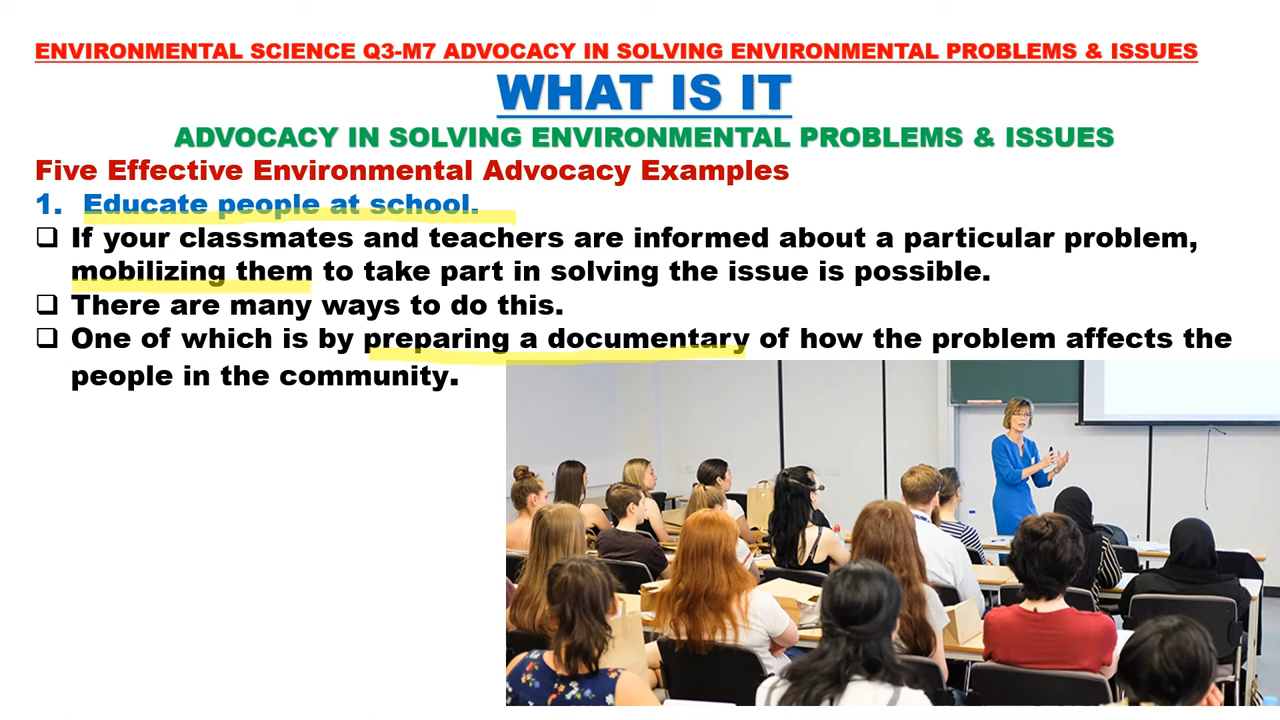 ENVIRONMENTAL SCIENCE Q3-M7 ADVOCACY IN SOLVING ENVIRONMENTAL PROBLEMS & ISSUES
WHAT IS IT
ADVOCACY IN SOLVING ENVIRONMENTAL PROBLEMS & ISSUES
Five Effective Environmental Advocacy Examples
1. Educate people at school.
❑ If your classmates and teachers are informed about a particular problem,
mobilizing them to take part in solving the issue is possible.
❑ There are many ways to do this.
❑ One of which is by preparing a documentary of how the problem affects the
people in the community.